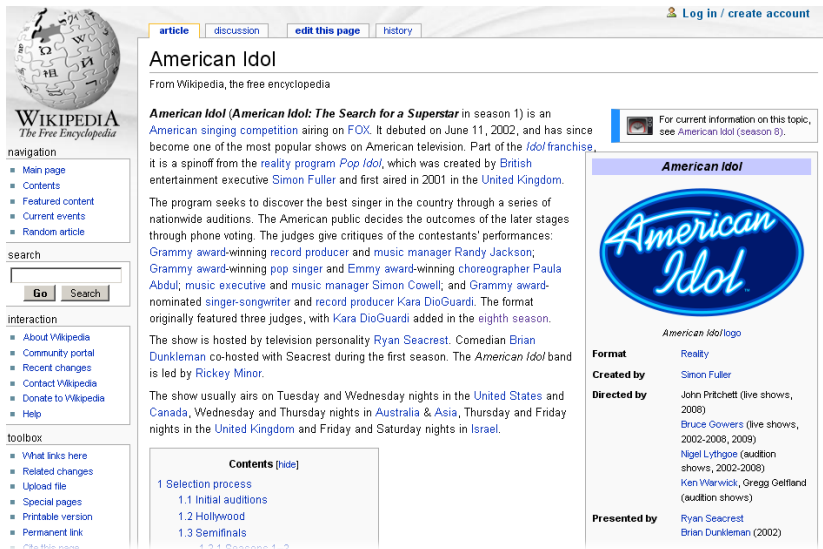 Log in / create account
article
discussion
edit this page
history
WIKIPEDIA
The Free Encyclopedia
navigation
Main page
Contents
Featured content
Current events
Random article
search
Go
Search
interaction
About Wikipedia
Community portal
Recent changes
Contact Wikipedia
Donate to Wikipedia
Help
toolbox
What links here
Related changes
Upload file
Special pages
Printable version
Permanent link
Cite this page
American Idol
From Wikipedia, the free encyclopedia
American Idol (American Idol: The Search for a Superstar in season 1) is an
American singing competition airing on FOX. It debuted on June 11, 2002, and has since
become one of the most popular shows on American television. Part of the Idol franchise,
it is a spinoff from the reality program Pop Idol, which was created by British
entertainment executive Simon Fuller and first aired in 2001 in the United Kingdom.
The program seeks to discover the best singer in the country through a series of
nationwide auditions. The American public decides the outcomes of the later stages
through phone voting. The judges give critiques of the contestants' performances:
Grammy award-winning record producer and music manager Randy Jackson;
Grammy award-winning pop singer and Emmy award-winning choreographer Paula
Abdul; music executive and music manager Simon Cowell; and Grammy award-
nominated singer-songwriter and record producer Kara DioGuardi. The format
originally featured three judges, with Kara DioGuardi added in the eighth season.
The show is hosted by television personality Ryan Seacrest. Comedian Brian
Dunkleman co-hosted with Seacrest during the first season. The American Idol band
is led by Rickey Minor.
The show usually airs on Tuesday and Wednesday nights in the United States and
Canada, Wednesday and Thursday nights in Australia & Asia, Thursday and Friday
nights in the United Kingdom and Friday and Saturday nights in Israel.
Contents [hide]
1 Selection process
1.1 Initial auditions
1.2 Hollywood
1.3 Semifinals
1.3.1 Seasons 1-2
For current information on this topic,
see American Idol (season 8).
American Idol
American
Idol
American Idol logo
Format Reality
Created by Simon Fuller
Directed by John Pritchett (live shows,
2008)
Bruce Gowers (live shows,
2002-2008, 2009)
Nigel Lythgoe (audition
shows, 2002-2008)
Ken Warwick, Gregg Gelfland
(audition shows)
Presented by Ryan Seacrest
Brian Dunkleman (2002)